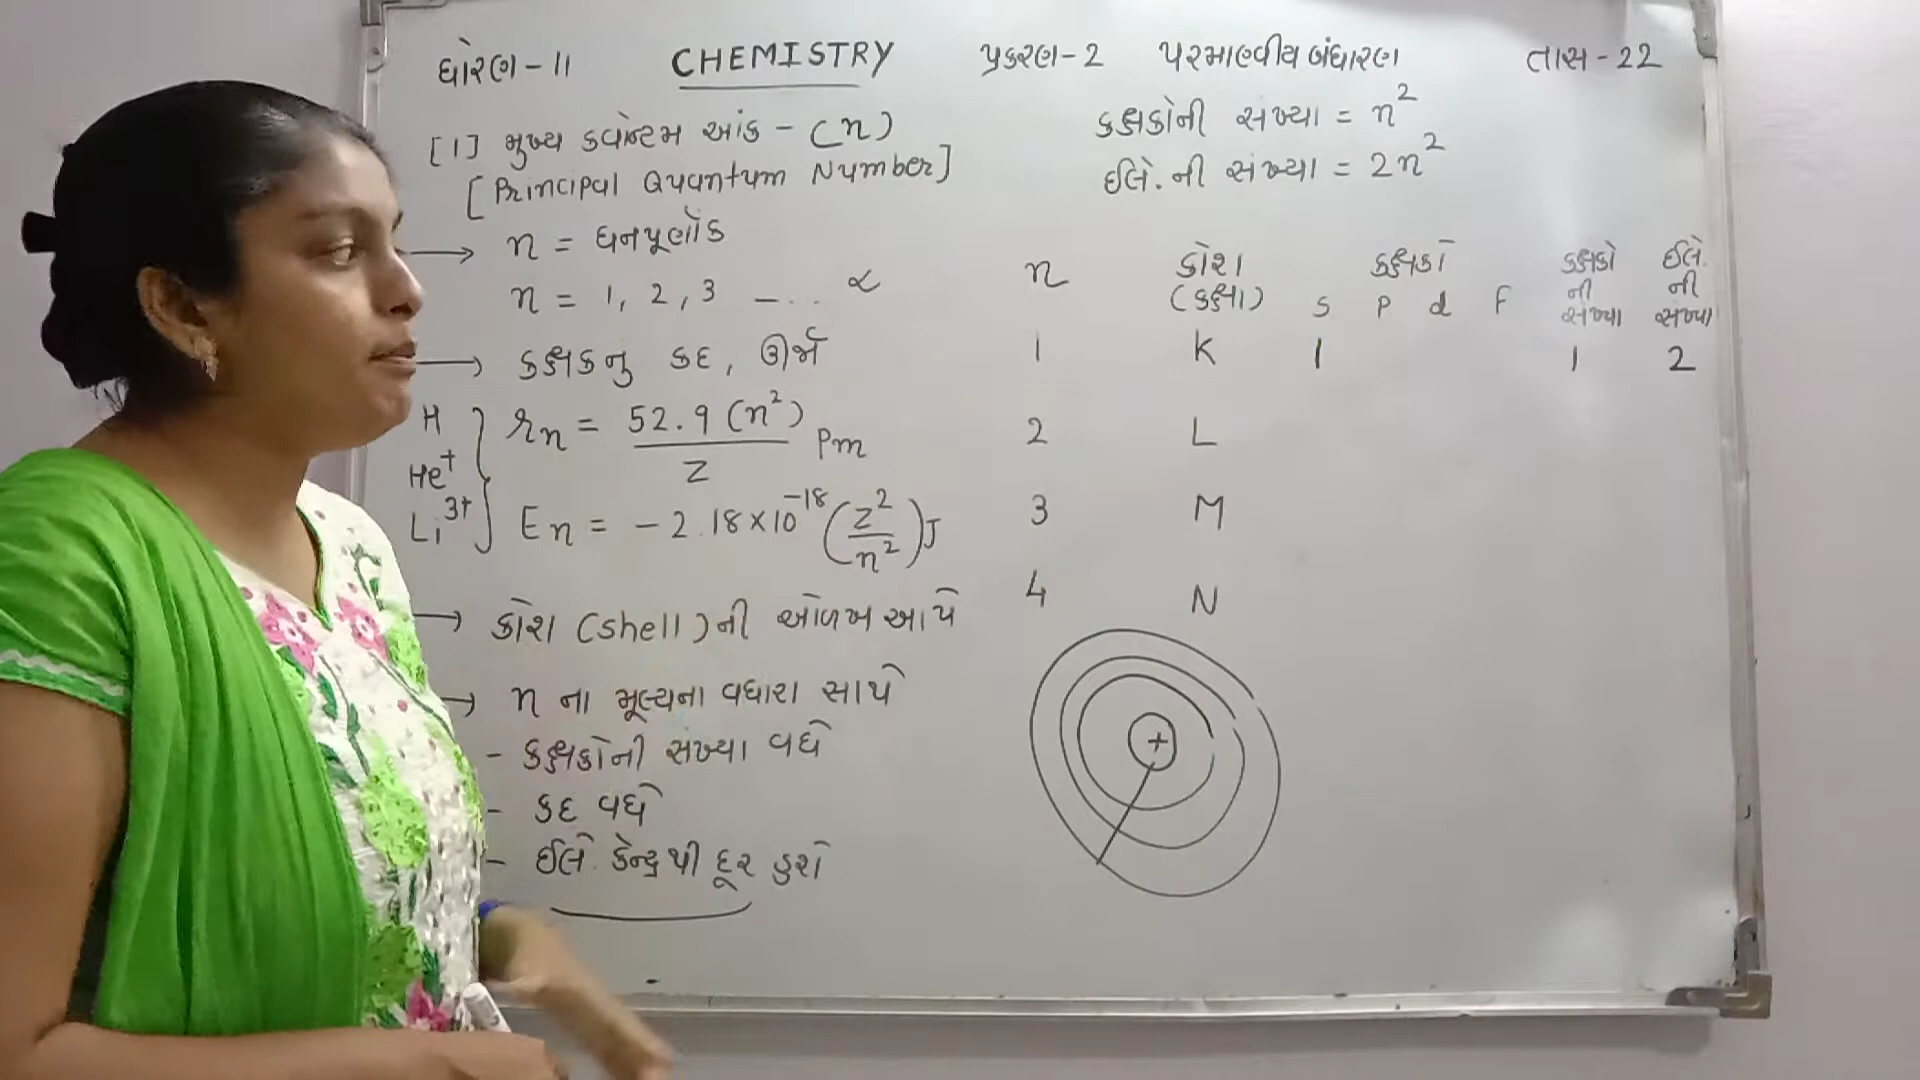 ધોરણ - 11 CHEMISTRY પ્રકરણ - 2 પરમાણ્વીય બંધારણ તાસ - 22
[1] મુખ્ય ક્વોન્ટમ આંક - (n)
[Principal Quantum Number]
→ n = ધનપૂર્ણાંક
n = 1, 2, 3 - ... ∝
→ કક્ષકનુ કદ, ઊર્જા
H
He⁺
Li³⁺
rn = 52.9 (n²) / Z Pm
En = - 2.18 × 10⁻¹⁸ (Z² / n²) J
→ કોશ (shell) ની ઓળખ આપે
→ n ના મૂલ્યના વધારા સાથે
- કક્ષકોની સંખ્યા વધે
- કદ વધે
- ઈલે. કેન્દ્રથી દૂર હશે
કક્ષકોની સંખ્યા = n²
ઈલે. ની સંખ્યા = 2n²
n કોશ (કક્ષા) કક્ષકો s p d f કક્ષકો ની સંખ્યા ઈલે. ની સંખ્યા
1 K 1 1 2
2 L
3 M
4 N
+